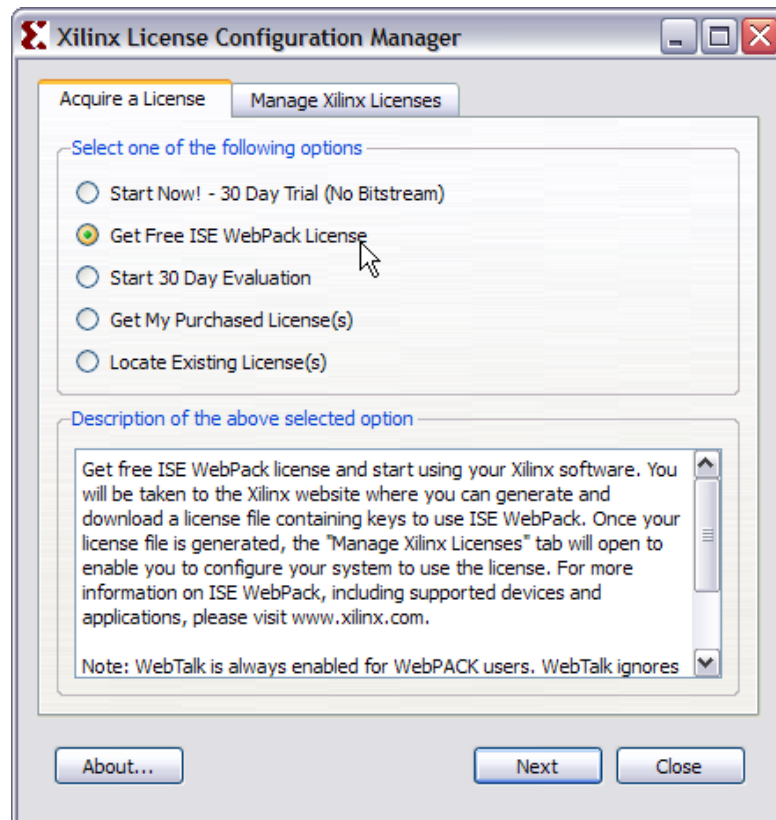 Xilinx License Configuration Manager
Acquire a License
Manage Xilinx Licenses
Select one of the following options
Start Now! - 30 Day Trial (No Bitstream)
Get Free ISE WebPack License
Start 30 Day Evaluation
Get My Purchased License(s)
Locate Existing License(s)
Description of the above selected option
Get free ISE WebPack license and start using your Xilinx software. You
will be taken to the Xilinx website where you can generate and
download a license file containing keys to use ISE WebPack. Once your
license file is generated, the "Manage Xilinx Licenses" tab will open to
enable you to configure your system to use the license. For more
information on ISE WebPack, including supported devices and
applications, please visit www.xilinx.com.
Note: WebTalk is always enabled for WebPACK users. WebTalk ignores
About...
Next
Close